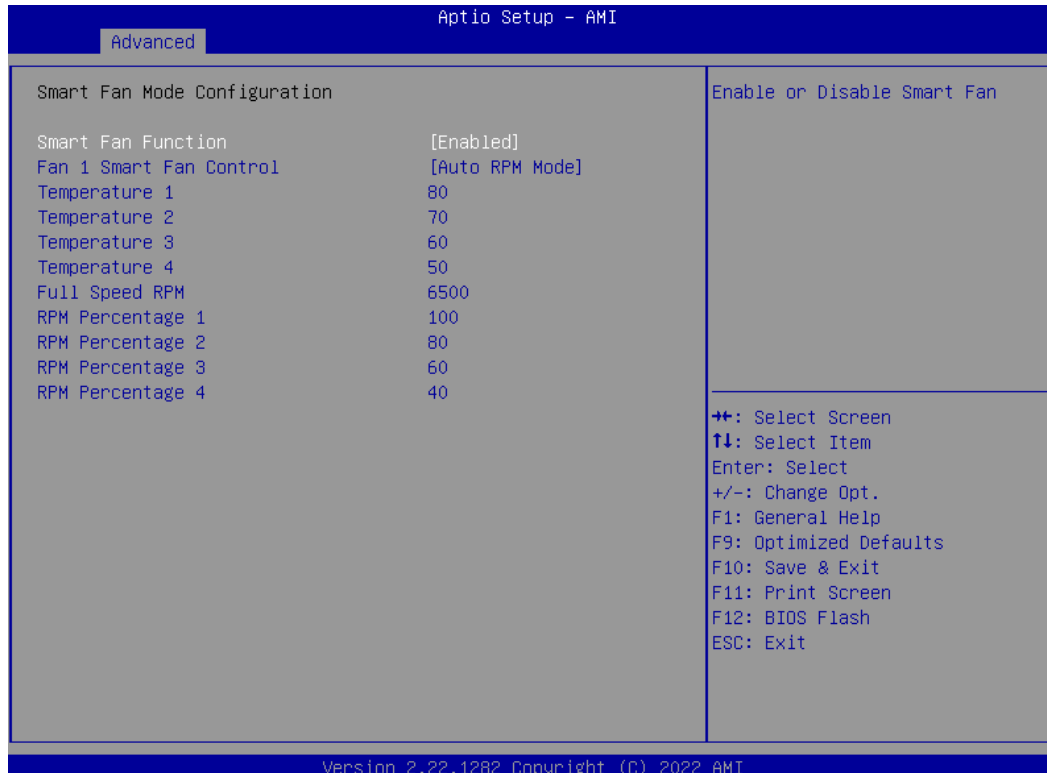 Aptio Setup – AMI
Advanced
Smart Fan Mode Configuration
Smart Fan Function [Enabled]
Fan 1 Smart Fan Control [Auto RPM Mode]
Temperature 1 80
Temperature 2 70
Temperature 3 60
Temperature 4 50
Full Speed RPM 6500
RPM Percentage 1 100
RPM Percentage 2 80
RPM Percentage 3 60
RPM Percentage 4 40
Enable or Disable Smart Fan
→←: Select Screen
↑↓: Select Item
Enter: Select
+/-: Change Opt.
F1: General Help
F9: Optimized Defaults
F10: Save & Exit
F11: Print Screen
F12: BIOS Flash
ESC: Exit
Version 2.22.1282 Copyright (C) 2022 AMI